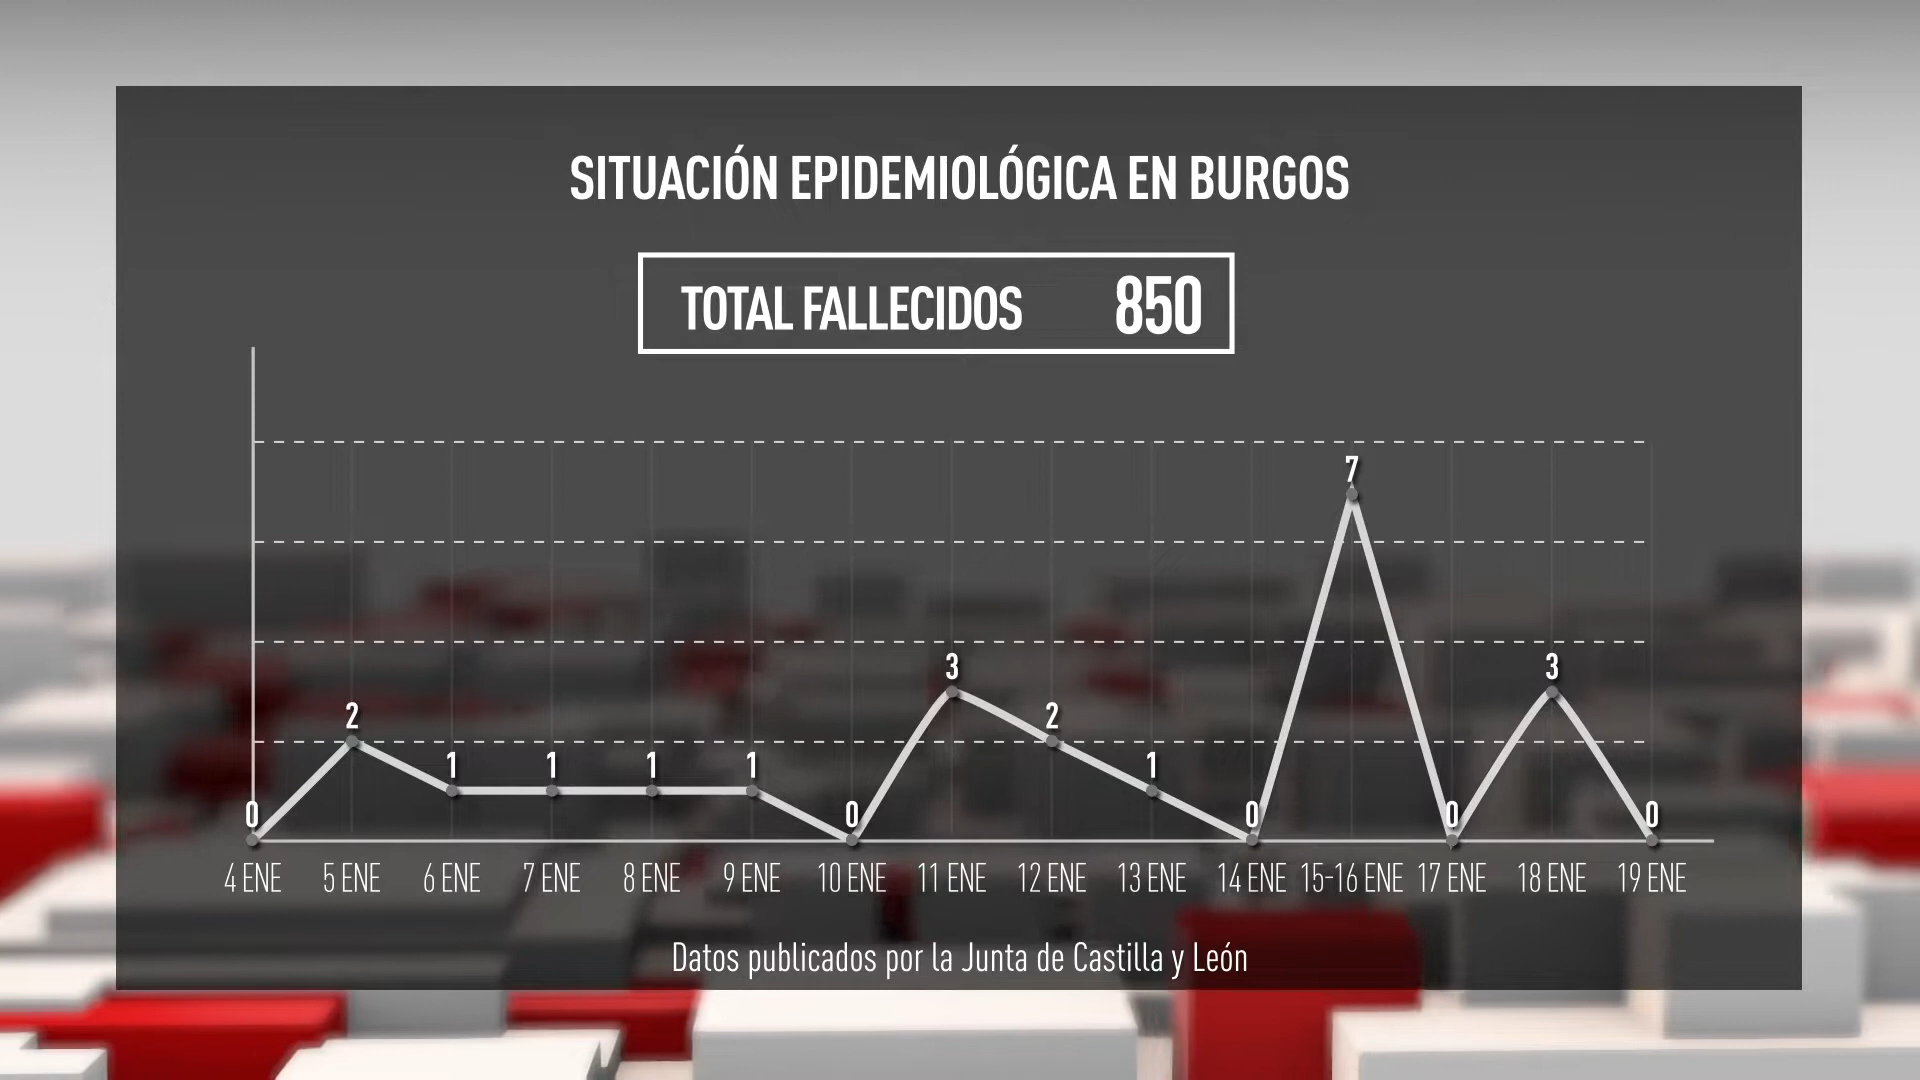 SITUACIÓN EPIDEMIOLÓGICA EN BURGOS
TOTAL FALLECIDOS 850
7
3 3
2 2
1 1 1 1 1
0 0 0 0 0
4 ENE 5 ENE 6 ENE 7 ENE 8 ENE 9 ENE 10 ENE 11 ENE 12 ENE 13 ENE 14 ENE 15-16 ENE 17 ENE 18 ENE 19 ENE
Datos publicados por la Junta de Castilla y León